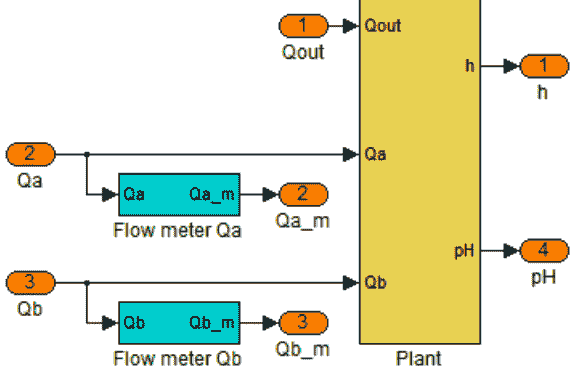 1
Qout
Qout
h
1
h
2
Qa
Qa
Qa Qa_m
Flow meter Qa
2
Qa_m
pH
4
pH
3
Qb
Qb
Qb Qb_m
Flow meter Qb
3
Qb_m
Plant